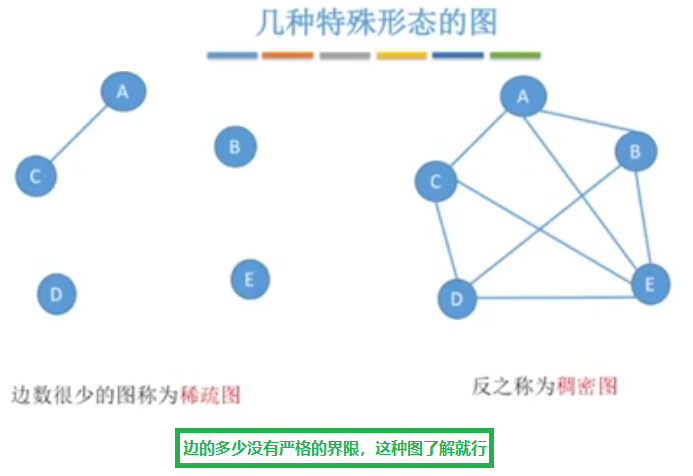 几种特殊形态的图
A
B
C
D
E
边数很少的图称为稀疏图
A
B
C
D
E
反之称为稠密图
边的多少没有严格的界限，这种图了解就行